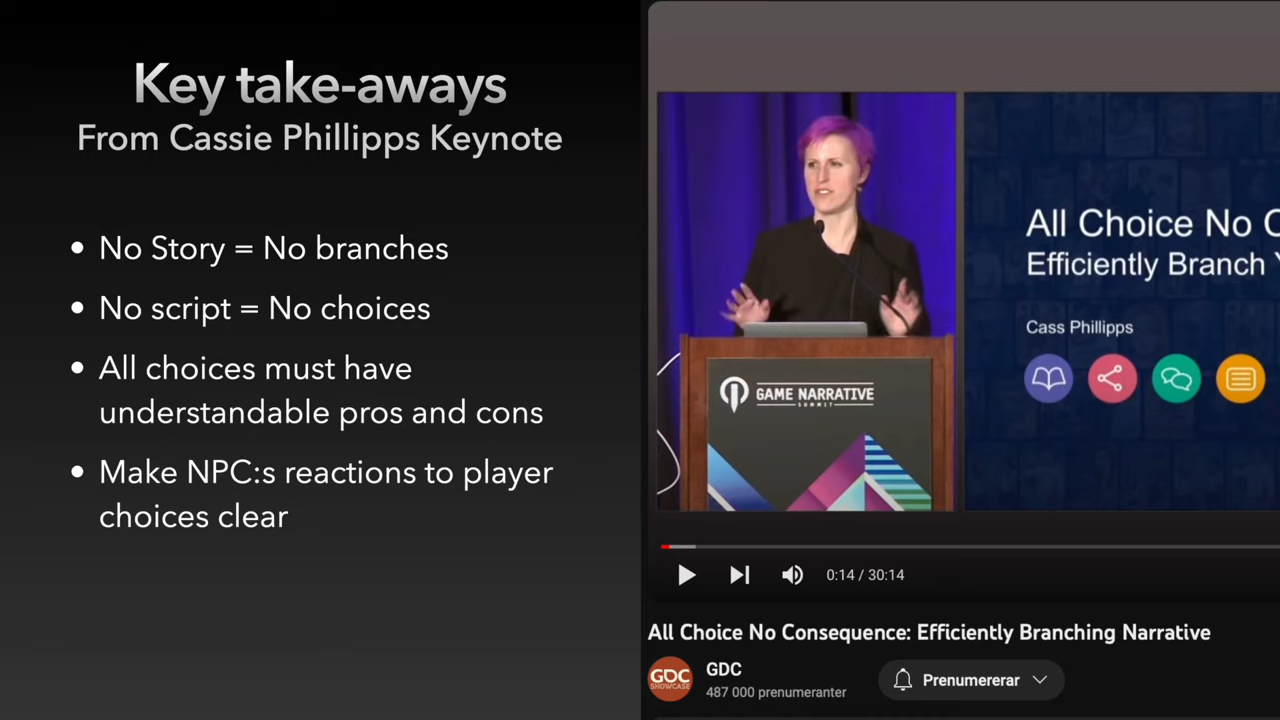 Key take-aways
From Cassie Phillipps Keynote
• No Story = No branches
• No script = No choices
• All choices must have
understandable pros and cons
• Make NPC:s reactions to player
choices clear
All Choice No C
Efficiently Branch Y
Cass Phillipps
GAME NARRATIVE
SUMMIT
0:14 / 30:14
All Choice No Consequence: Efficiently Branching Narrative
GDC
SHOWCASE
GDC
487 000 prenumeranter
Prenumererar